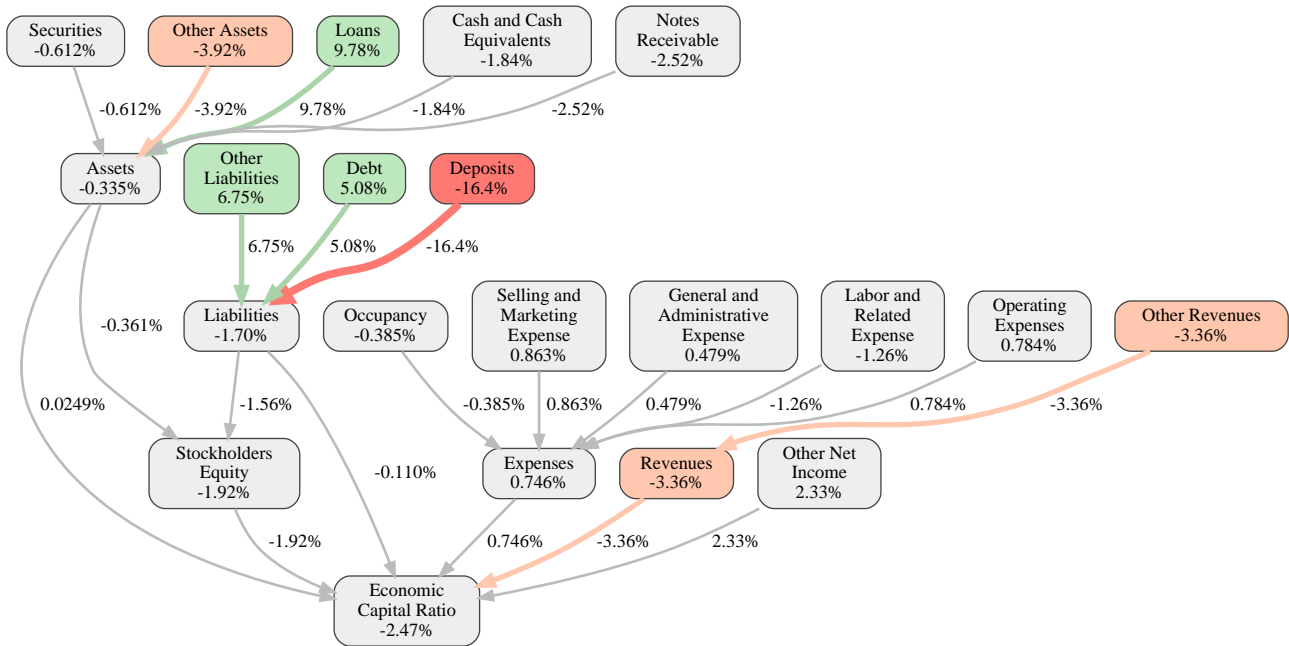 Securities
-0.612%
Other Assets
-3.92%
Loans
9.78%
Cash and Cash
Equivalents
-1.84%
Notes
Receivable
-2.52%
-0.612%
-3.92%
9.78%
-1.84%
-2.52%
Assets
-0.335%
Other
Liabilities
6.75%
Debt
5.08%
Deposits
-16.4%
6.75%
5.08%
-16.4%
-0.361%
Liabilities
-1.70%
Occupancy
-0.385%
Selling and
Marketing
Expense
0.863%
General and
Administrative
Expense
0.479%
Labor and
Related
Expense
-1.26%
Operating
Expenses
0.784%
Other Revenues
-3.36%
0.0249%
-1.56%
-0.110%
-0.385%
0.863%
0.479%
-1.26%
0.784%
-3.36%
Stockholders
Equity
-1.92%
Expenses
0.746%
Revenues
-3.36%
Other Net
Income
2.33%
-1.92%
0.746%
-3.36%
2.33%
Economic
Capital Ratio
-2.47%